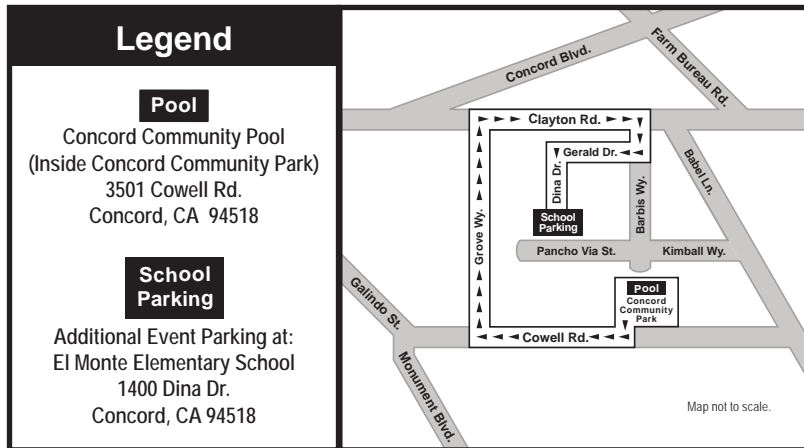 Legend
Pool
Concord Community Pool
(Inside Concord Community Park)
3501 Cowell Rd.
Concord, CA  94518
School
Parking
Additional Event Parking at:
El Monte Elementary School
1400 Dina Dr.
Concord, CA 94518
Concord Blvd.
Farm Bureau Rd.
Clayton Rd.
Gerald Dr.
Dina Dr.
Babel Ln.
Barbis Wy.
School
Parking
Grove Wy.
Pancho Via St.
Kimball Wy.
Pool
Concord
Community
Park
Galindo St.
Cowell Rd.
Monument Blvd.
Map not to scale.